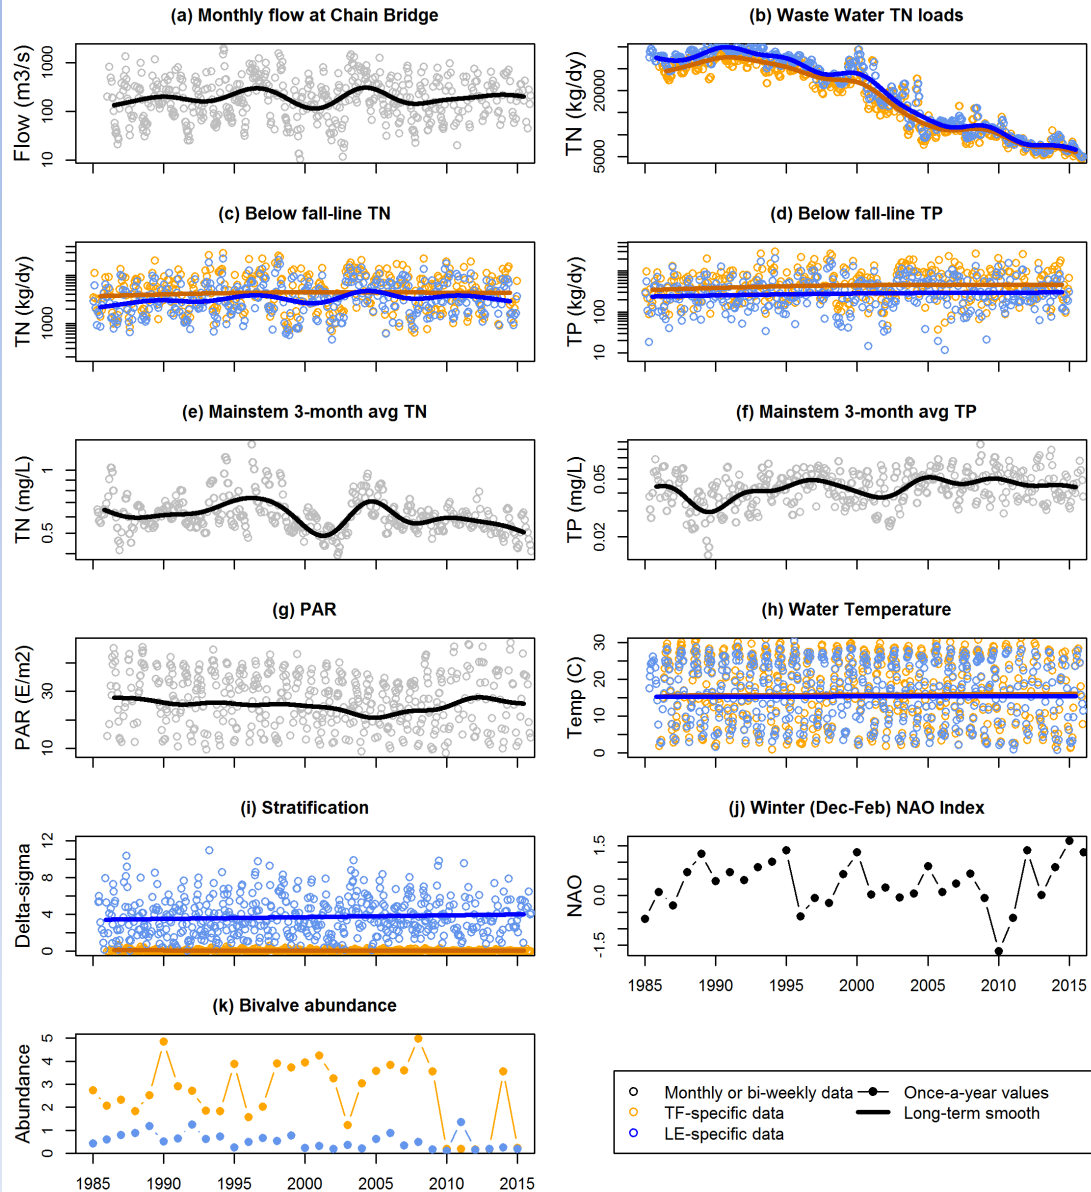 (a) Monthly flow at Chain Bridge
Flow (m3/s)
1000
100
10
(b) Waste Water TN loads
TN (kg/dy)
20000
5000
(c) Below fall-line TN
TN (kg/dy)
1000
(d) Below fall-line TP
TP (kg/dy)
100
10
(e) Mainstem 3-month avg TN
TN (mg/L)
1
0.5
(f) Mainstem 3-month avg TP
TP (mg/L)
0.05
0.02
(g) PAR
PAR (E/m2)
30
10
(h) Water Temperature
Temp (C)
30
20
10
0
(i) Stratification
Delta-sigma
12
8
4
0
(j) Winter (Dec-Feb) NAO Index
NAO
1.5
0.0
-1.5
1985 1990 1995 2000 2005 2010 2015
(k) Bivalve abundance
Abundance
5
4
3
2
1
0
1985 1990 1995 2000 2005 2010 2015
Monthly or bi-weekly data
TF-specific data
LE-specific data
Once-a-year values
Long-term smooth